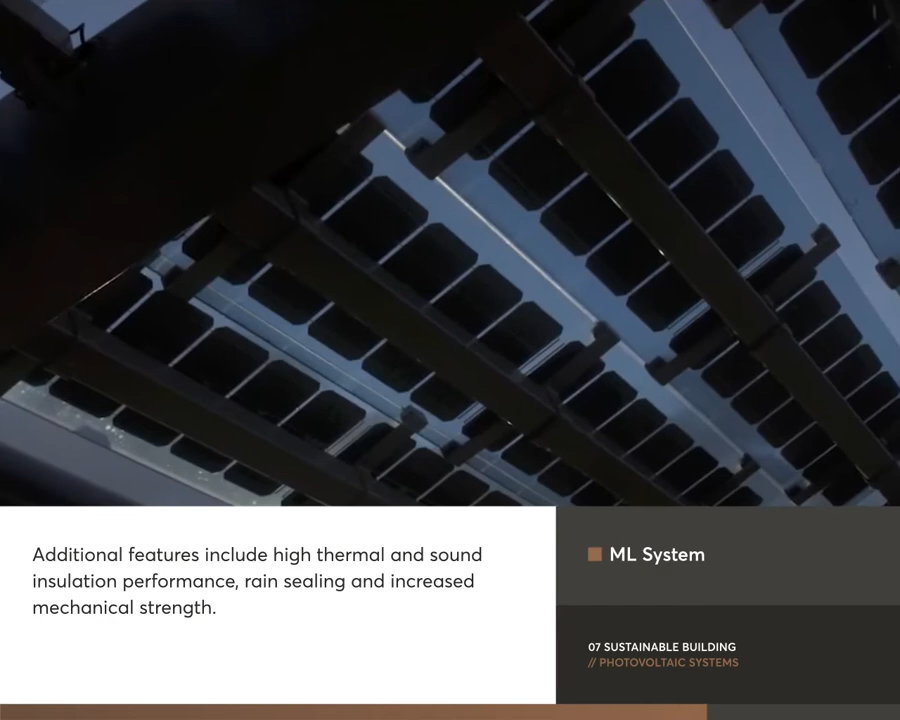 Additional features include high thermal and sound
insulation performance, rain sealing and increased
mechanical strength.
ML System
07 SUSTAINABLE BUILDING
// PHOTOVOLTAIC SYSTEMS